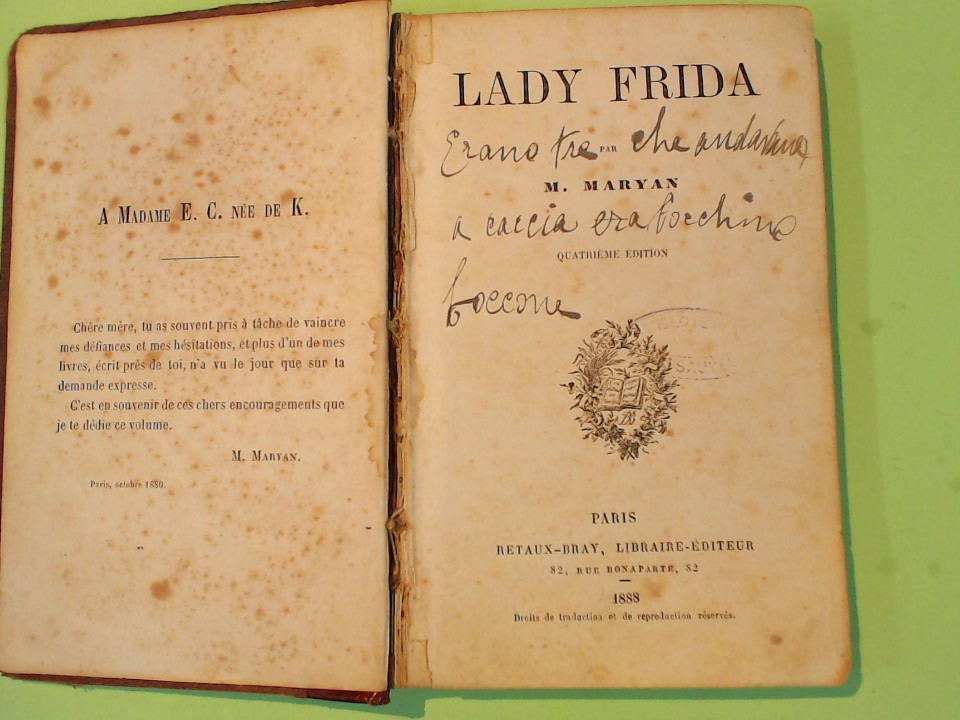 A MADAME E. C. NÉE DE K.
Chère mère, tu as souvent pris à tâche de vaincre
mes défiances et mes hésitations, et plus d'un de mes
livres, écrit près de toi, n'a vu le jour que sur ta
demande expresse.
C'est en souvenir de ces chers encouragements que
je te dédie ce volume.
M. MARYAN.
Paris, octobre 1880.
LADY FRIDA
Erano tre che andavano
PAR
M. MARYAN
a caccia era
QUATRIÈME ÉDITION
PARIS
RETAUX-BRAY, LIBRAIRE-ÉDITEUR
82, RUE BONAPARTE, 82
1888
Droits de traduction et de reproduction réservés.